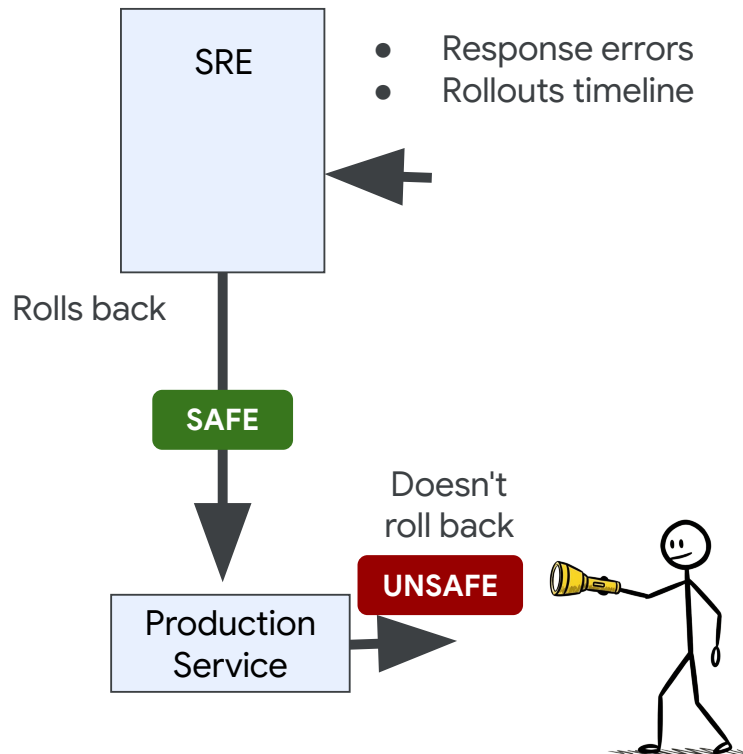 SRE
● Response errors
● Rollouts timeline
Rolls back
SAFE
Doesn't
roll back
UNSAFE
Production
Service